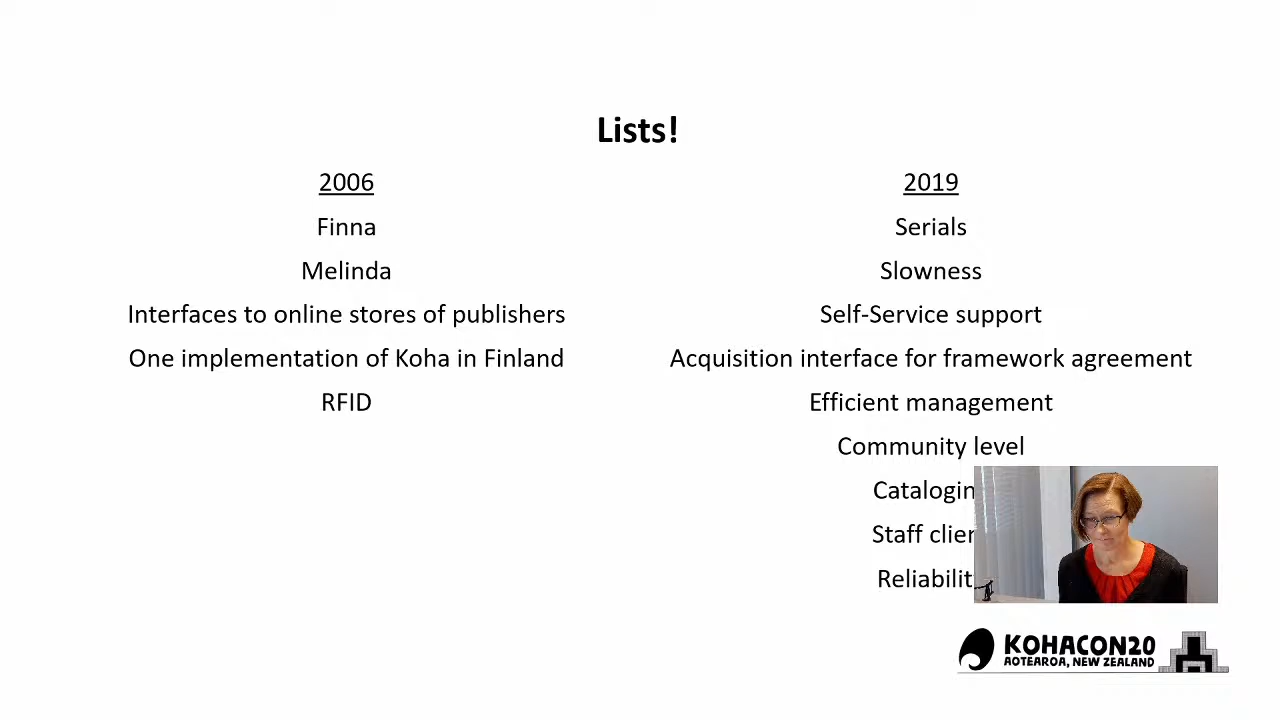 Lists!
2006
Finna
Melinda
Interfaces to online stores of publishers
One implementation of Koha in Finland
RFID
2019
Serials
Slowness
Self-Service support
Acquisition interface for framework agreement
Efficient management
Community level
Catalogin
Staff clien
Reliabilit
KOHACON20
AOTEAROA, NEW ZEALAND